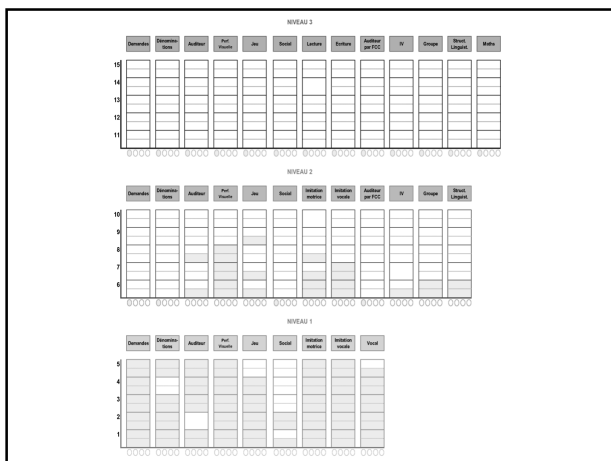 NIVEAU 3
Demandes Dénomina-tions Auditeur Perf. Visuelle Jeu Social Lecture Ecriture Auditeur par FCC IV Groupe Struct. Linguist. Maths
15
14
13
12
11
NIVEAU 2
Demandes Dénomina-tions Auditeur Perf. Visuelle Jeu Social Imitation motrice Imitation vocale Auditeur par FCC IV Groupe Struct. Linguist.
10
9
8
7
6
NIVEAU 1
Demandes Dénomina-tions Auditeur Perf. Visuelle Jeu Social Imitation motrice Imitation vocale Vocal
5
4
3
2
1